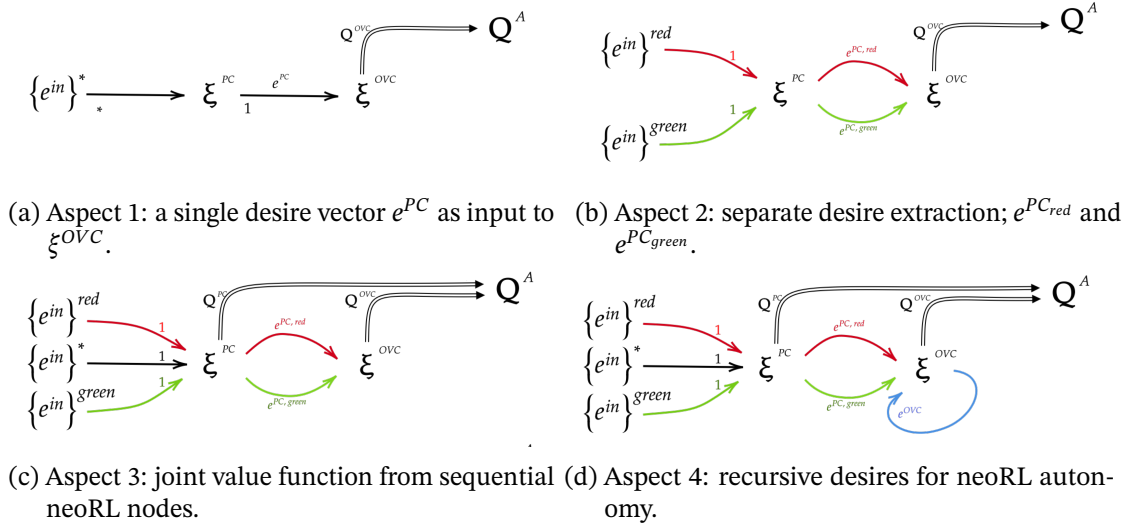 Q^{OVC} Q^A
{e^{in}}^* * ξ^{PC} 1 e^{PC} ξ^{OVC}
(a) Aspect 1: a single desire vector e^{PC} as input to
ξ^{OVC}.
{e^{in}}^{red} 1 e^{PC, red} Q^{OVC} Q^A
ξ^{PC} ξ^{OVC}
{e^{in}}^{green} 1 e^{PC, green}
(b) Aspect 2: separate desire extraction; e^{PC_{red}} and
e^{PC_{green}}.
{e^{in}}^{red} 1 Q^{PC} e^{PC, red} Q^{OVC} Q^A
{e^{in}}^* 1 ξ^{PC} ξ^{OVC}
{e^{in}}^{green} 1 e^{PC, green}
(c) Aspect 3: joint value function from sequential
neoRL nodes.
{e^{in}}^{red} 1 Q^{PC} e^{PC, red} Q^{OVC} Q^A
{e^{in}}^* 1 ξ^{PC} ξ^{OVC}
{e^{in}}^{green} 1 e^{PC, green} e^{OVC}
(d) Aspect 4: recursive desires for neoRL auton-
omy.